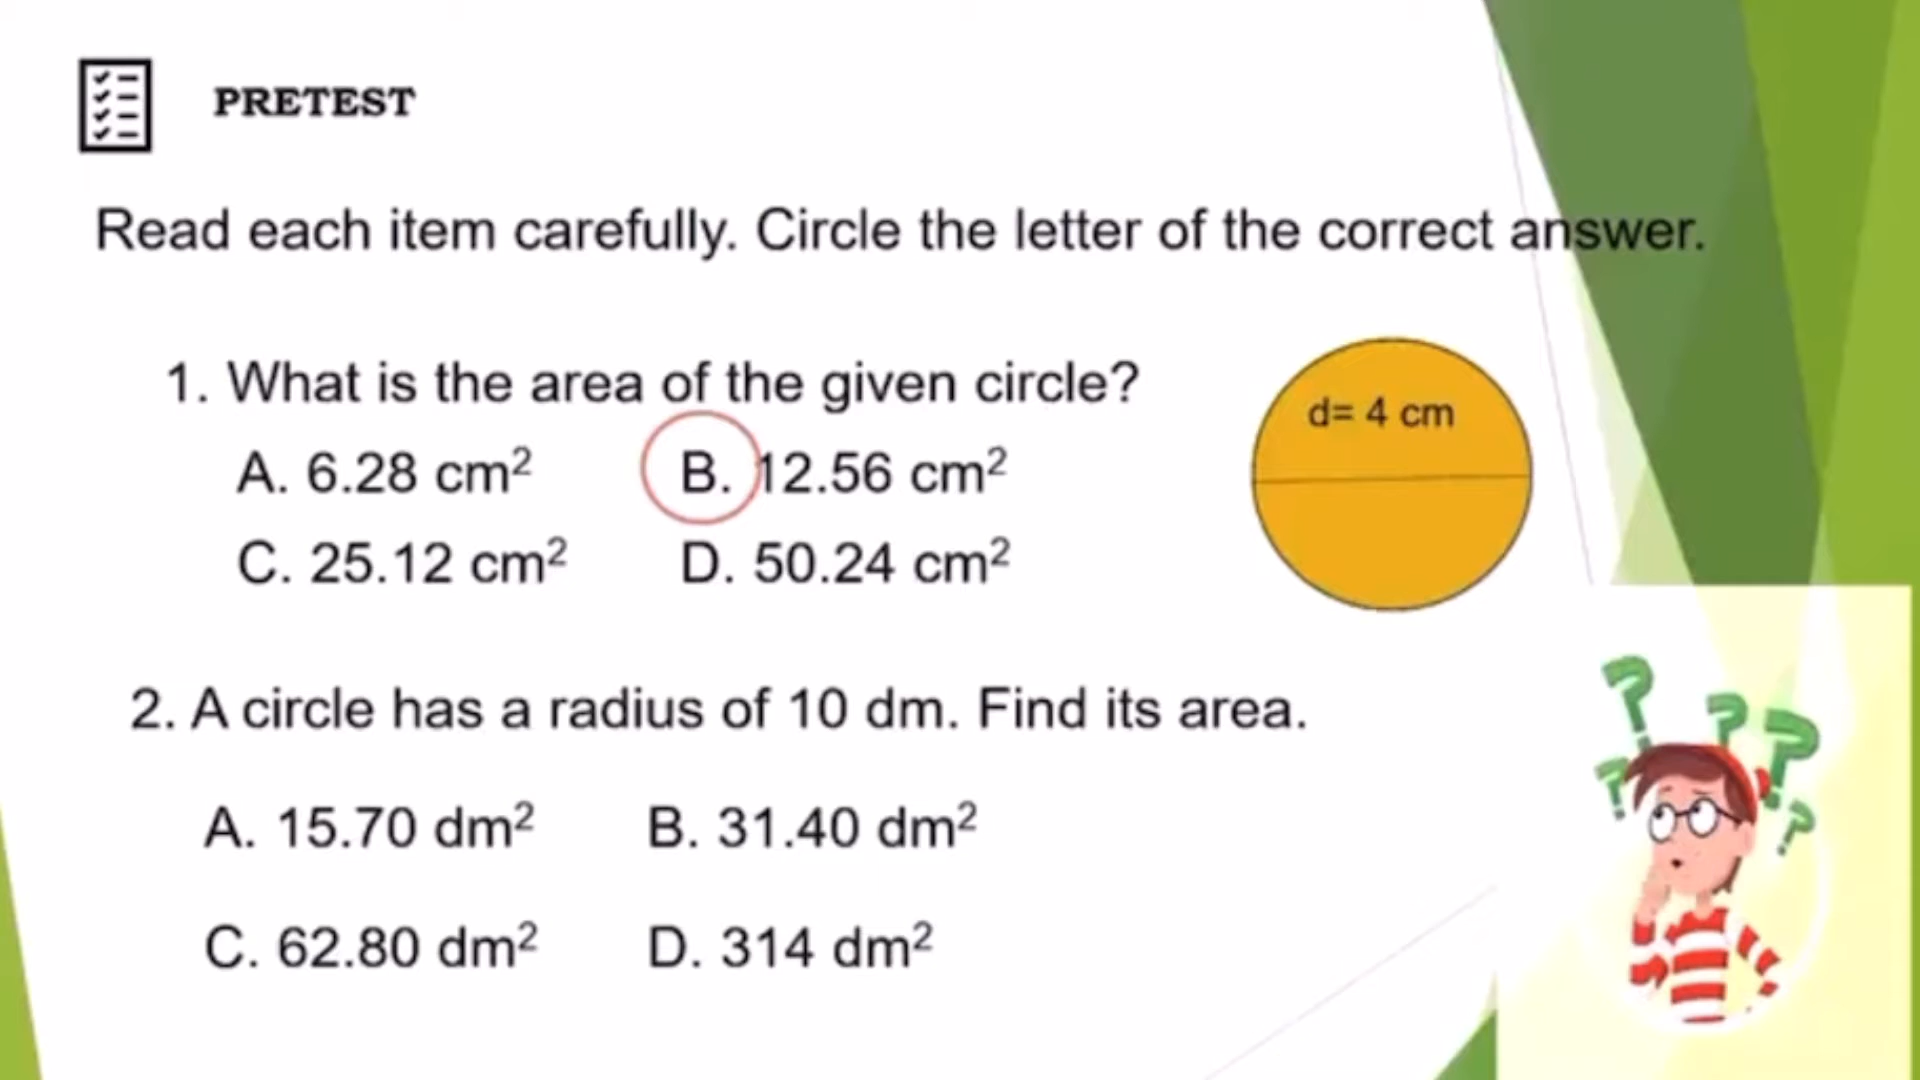 PRETEST
Read each item carefully. Circle the letter of the correct answer.
1. What is the area of the given circle?
d= 4 cm
A. 6.28 cm² B. 12.56 cm²
C. 25.12 cm² D. 50.24 cm²
2. A circle has a radius of 10 dm. Find its area.
? ? ? ? ?
A. 15.70 dm² B. 31.40 dm²
C. 62.80 dm² D. 314 dm²